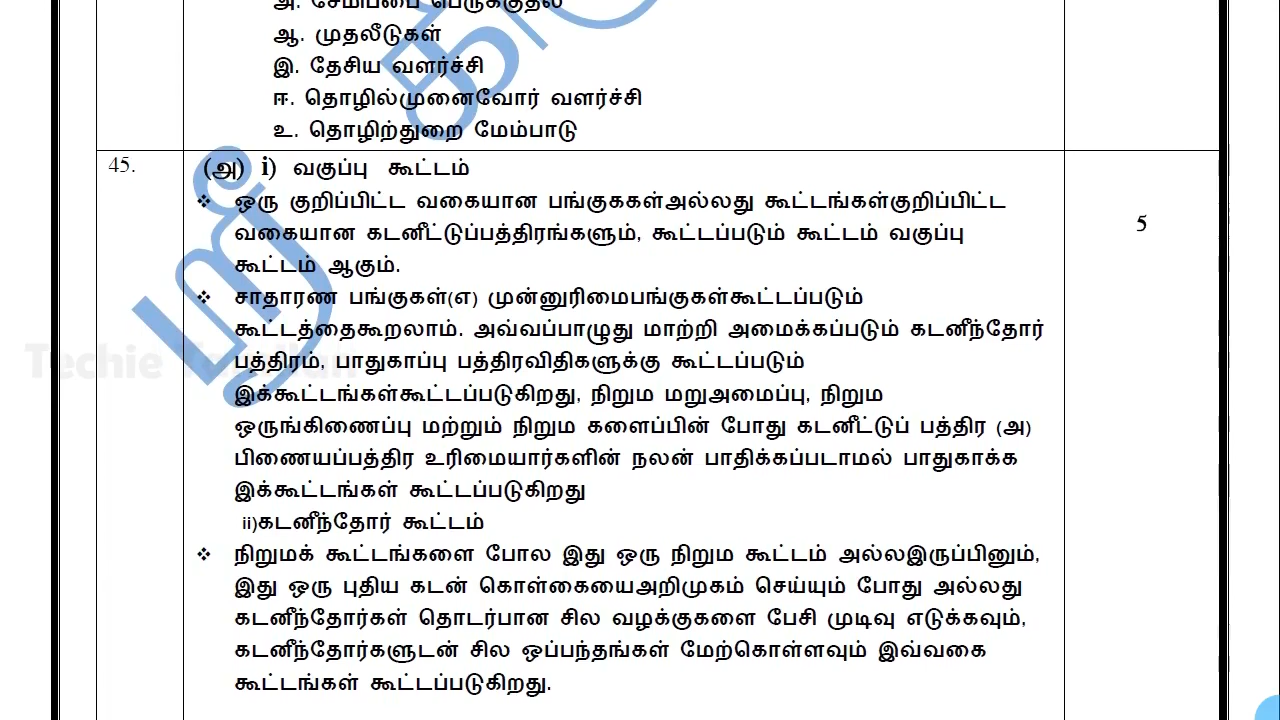 அ. சேமிப்பை பெருக்குதல்
ஆ. முதலீடுகள்
இ. தேசிய வளர்ச்சி
ஈ. தொழில்முனைவோர் வளர்ச்சி
உ. தொழிற்துறை மேம்பாடு
45. (அ) i) வகுப்பு கூட்டம்
❖ ஒரு குறிப்பிட்ட வகையான பங்குககள்அல்லது கூட்டங்கள்குறிப்பிட்ட
வகையான கடனீட்டுப்பத்திரங்களும், கூட்டப்படும் கூட்டம் வகுப்பு
கூட்டம் ஆகும்.
5
❖ சாதாரண பங்குகள்(எ) முன்னுரிமைபங்குகள்கூட்டப்படும்
கூட்டத்தைகூறலாம். அவ்வப்பாழுது மாற்றி அமைக்கப்படும் கடனீந்தோர்
பத்திரம், பாதுகாப்பு பத்திரவிதிகளுக்கு கூட்டப்படும்
இக்கூட்டங்கள்கூட்டப்படுகிறது, நிறும மறுஅமைப்பு, நிறும
ஒருங்கிணைப்பு மற்றும் நிறும களைப்பின் போது கடனீட்டுப் பத்திர (அ)
பிணையப்பத்திர உரிமையார்களின் நலன் பாதிக்கப்படாமல் பாதுகாக்க
இக்கூட்டங்கள் கூட்டப்படுகிறது
ii)கடனீந்தோர் கூட்டம்
❖ நிறுமக் கூட்டங்களை போல இது ஒரு நிறும கூட்டம் அல்லஇருப்பினும்,
இது ஒரு புதிய கடன் கொள்கையைஅறிமுகம் செய்யும் போது அல்லது
கடனீந்தோர்கள் தொடர்பான சில வழக்குகளை பேசி முடிவு எடுக்கவும்,
கடனீந்தோர்களுடன் சில ஒப்பந்தங்கள் மேற்கொள்ளவும் இவ்வகை
கூட்டங்கள் கூட்டப்படுகிறது.